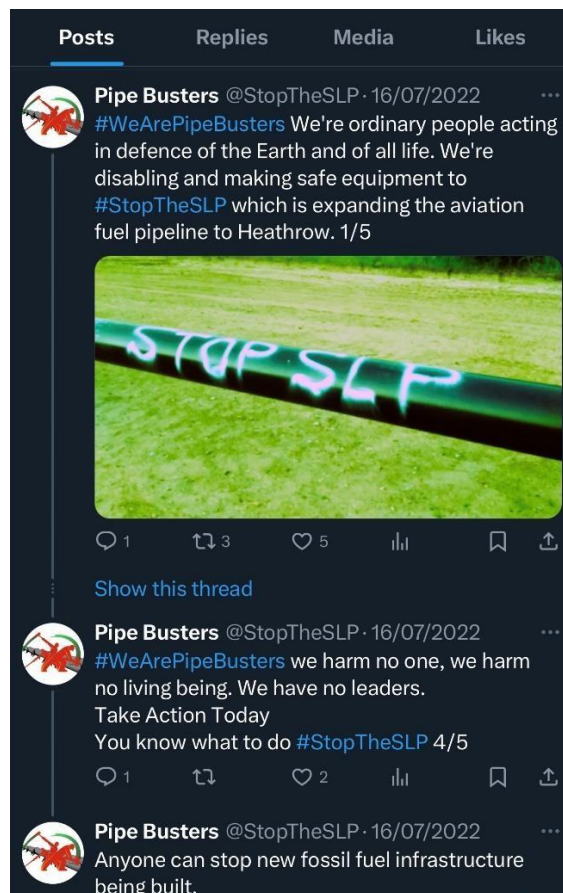 Posts Replies Media Likes
Pipe Busters @StopTheSLP · 16/07/2022
#WeArePipeBusters We're ordinary people acting
in defence of the Earth and of all life. We're
disabling and making safe equipment to
#StopTheSLP which is expanding the aviation
fuel pipeline to Heathrow. 1/5
STOP SLP
1 3 5
Show this thread
Pipe Busters @StopTheSLP · 16/07/2022
#WeArePipeBusters we harm no one, we harm
no living being. We have no leaders.
Take Action Today
You know what to do #StopTheSLP 4/5
1 2
Pipe Busters @StopTheSLP · 16/07/2022
Anyone can stop new fossil fuel infrastructure
being built.